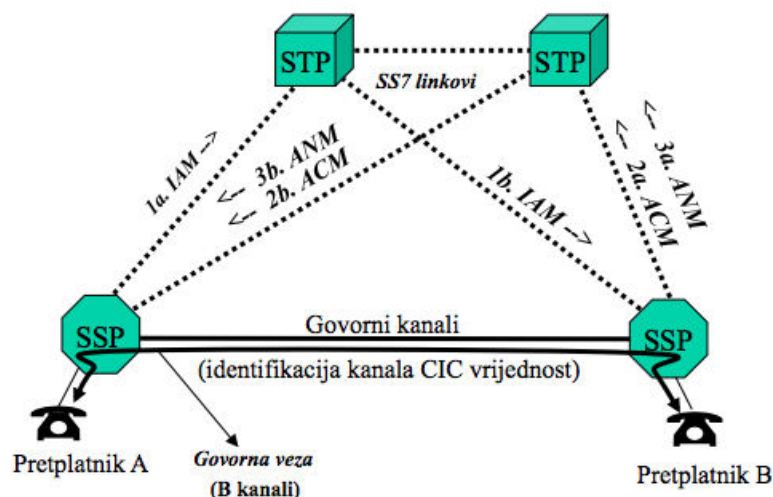 STP
STP
SS7 linkovi
1a. IAM -->
<-- 3b. ANM
<-- 2b. ACM
1b. IAM -->
<-- 3a. ANM
<-- 2a. ACM
SSP
Govorni kanali
SSP
(identifikacija kanala CIC vrijednost)
Pretplatnik A
Govorna veza
(B kanali)
Pretplatnik B